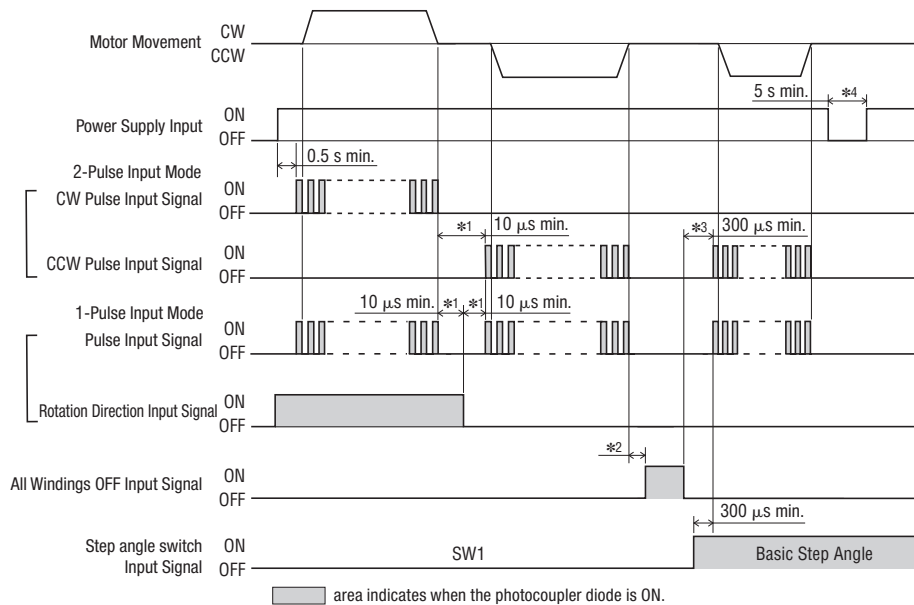 Motor Movement
CW
CCW
5 s min.
*4
Power Supply Input
ON
OFF
0.5 s min.
2-Pulse Input Mode
CW Pulse Input Signal
ON
OFF
*1
10 μs min.
*3
300 μs min.
CCW Pulse Input Signal
ON
OFF
1-Pulse Input Mode
10 μs min.
*1
*1
10 μs min.
Pulse Input Signal
ON
OFF
Rotation Direction Input Signal
ON
OFF
*2
All Windings OFF Input Signal
ON
OFF
300 μs min.
Step angle switch
Input Signal
ON
OFF
SW1
Basic Step Angle
area indicates when the photocoupler diode is ON.